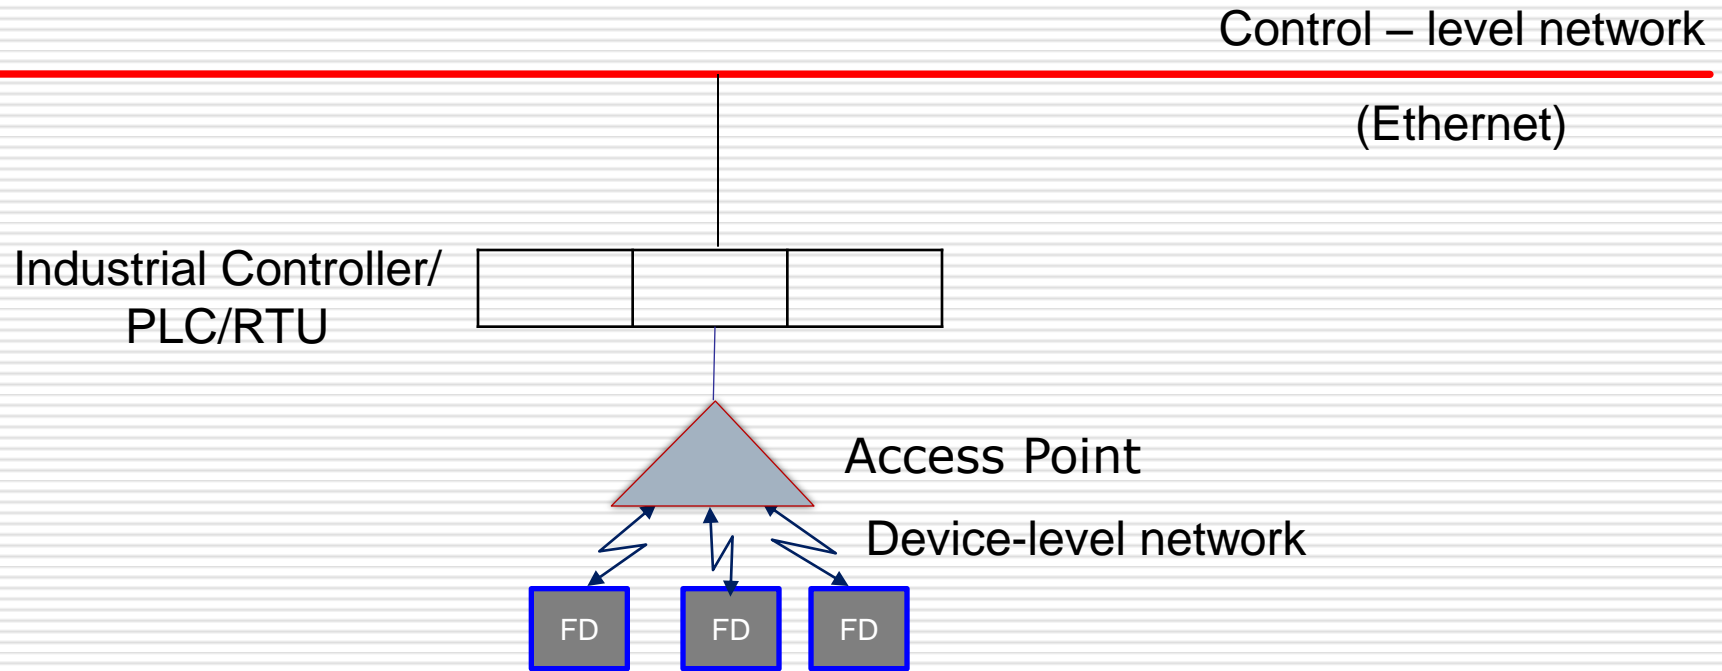 Control – level network
(Ethernet)
Industrial Controller/
PLC/RTU
Access Point
Device-level network
FD
FD
FD